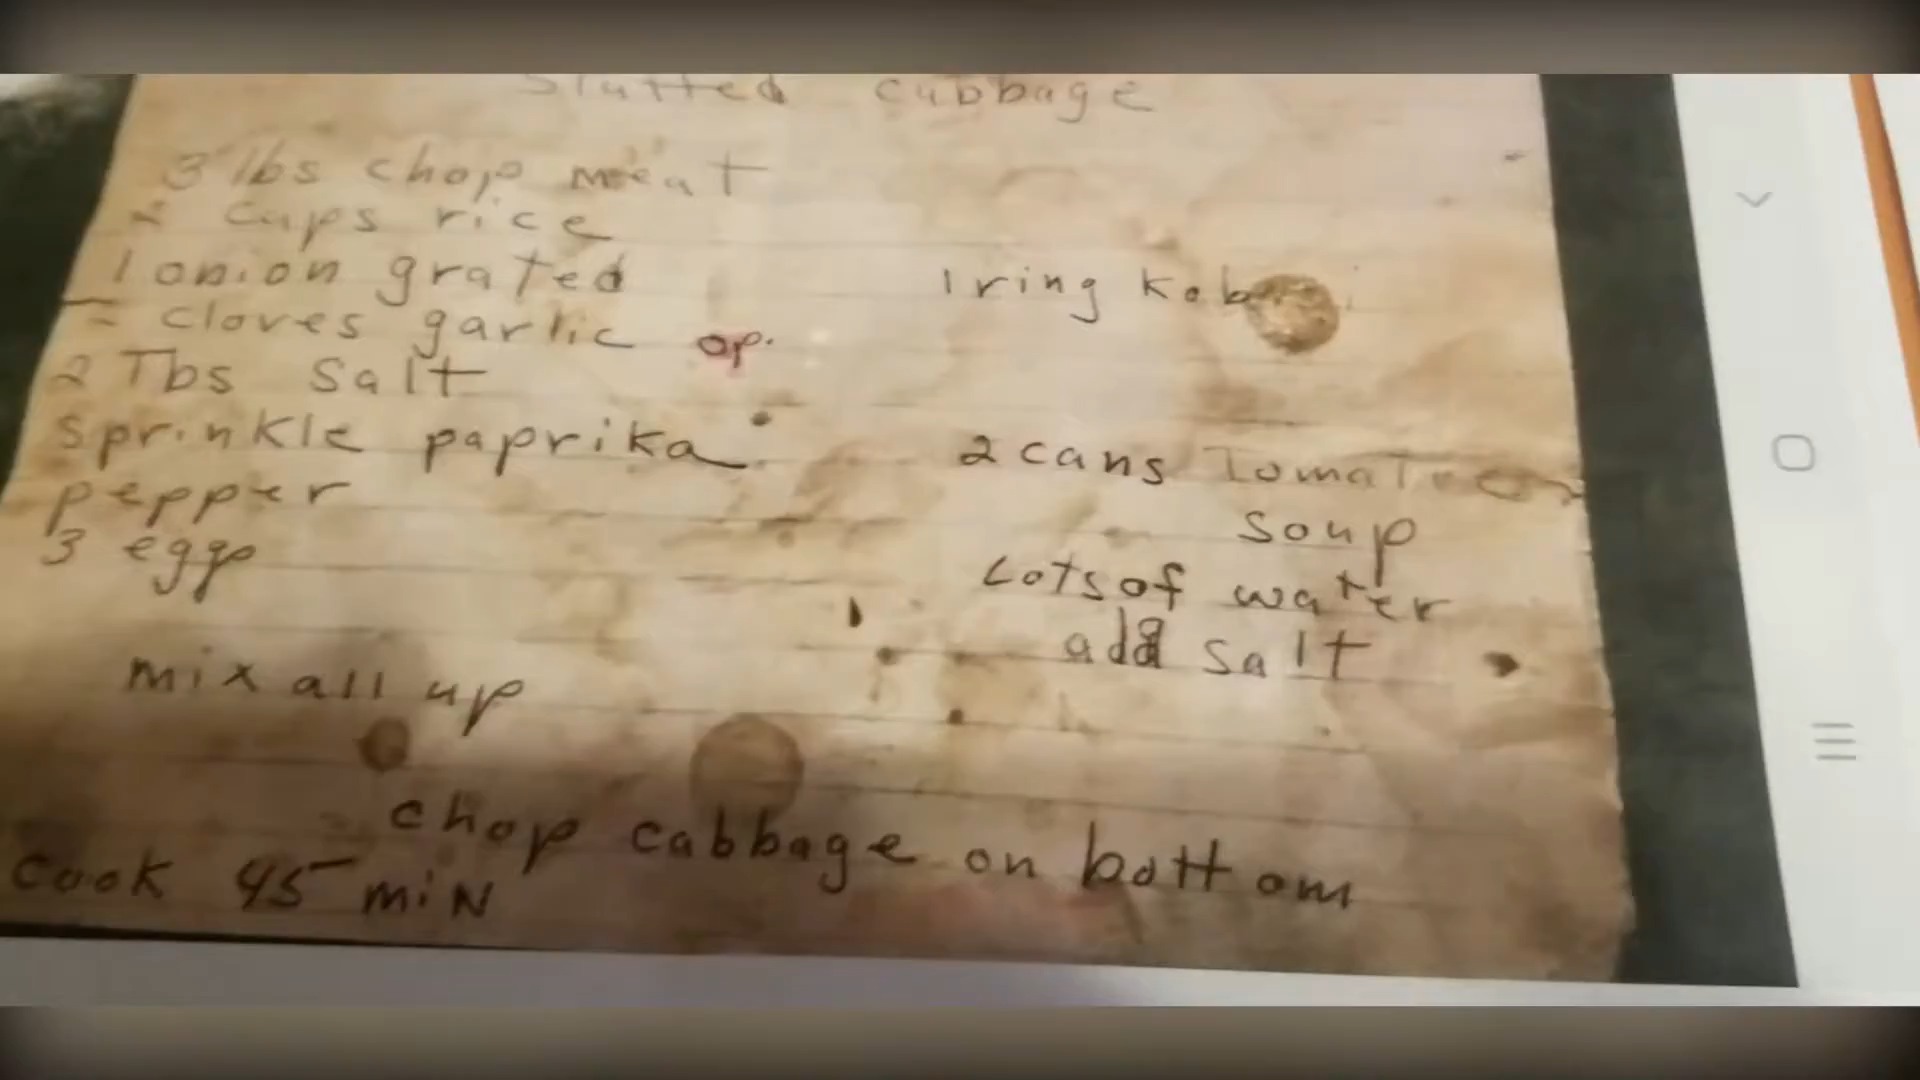 Stuffed cabbage
3 lbs chop meat
2 cups rice
1 onion grated
cloves garlic op.
2 Tbs salt
sprinkle paprika
pepper
3 eggs
mix all up
1 ring
2 cans Tomato
soup
Lots of water
add salt
chop cabbage on bottom
cook 45 miN